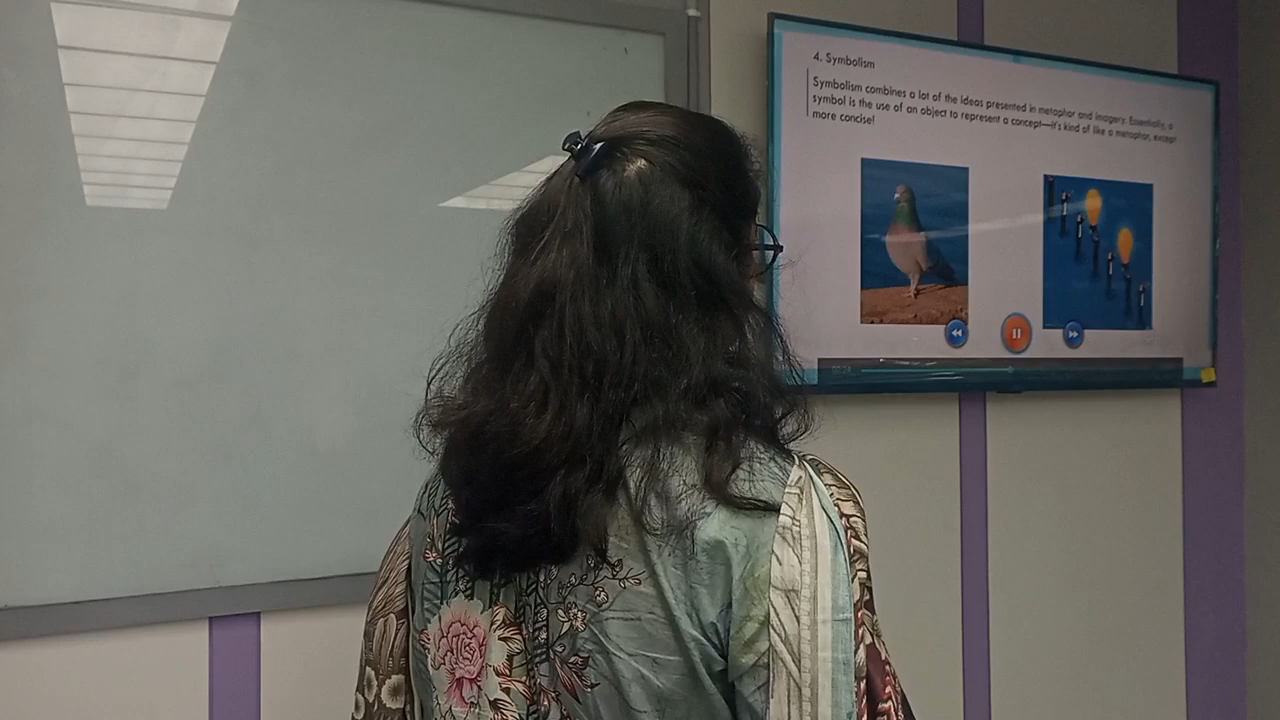 4. Symbolism
Symbolism combines a lot of the ideas presented in metaphor and imagery. Essentially, a
symbol is the use of an object to represent a concept—it's kind of like a metaphor, except
more concise!